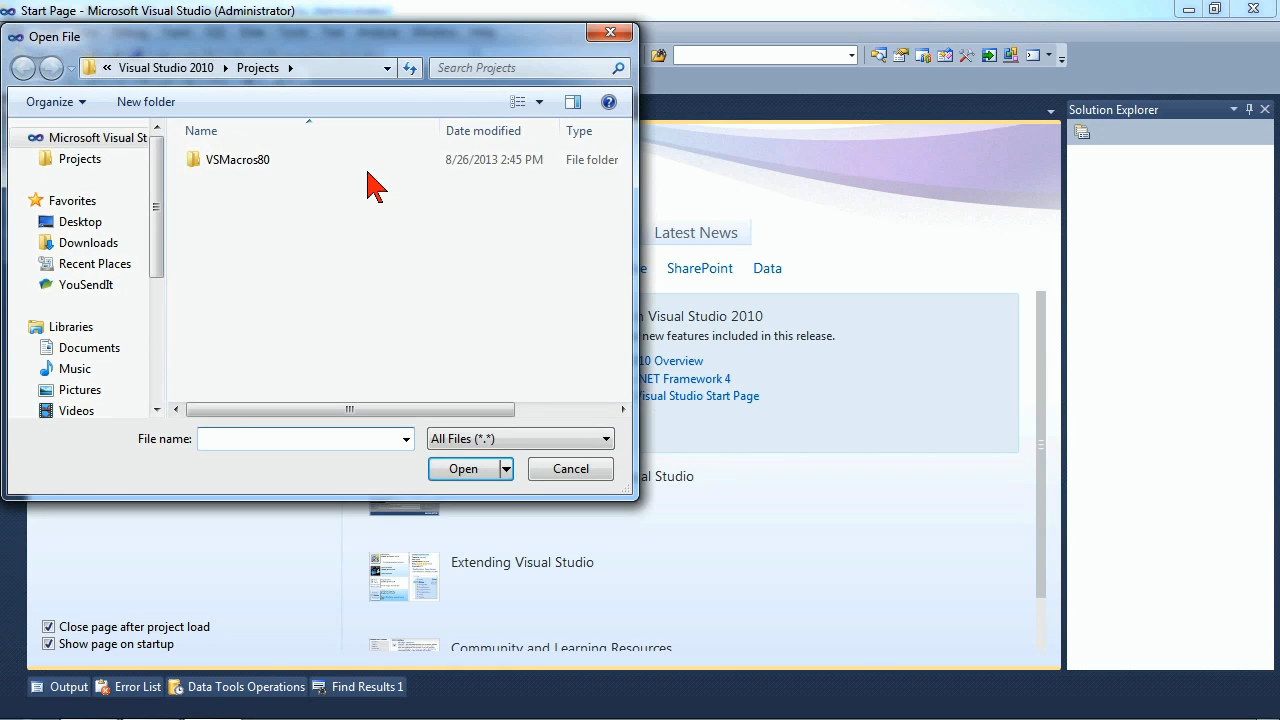 Start Page - Microsoft Visual Studio (Administrator)
Open File
« Visual Studio 2010 Projects
Search Projects
Organize
New folder
Solution Explorer
Microsoft Visual St
Name
Date modified
Type
Projects
VSMacros80
8/26/2013 2:45 PM
File folder
Favorites
Desktop
Downloads
Recent Places
YouSendIt
Libraries
Documents
Music
Pictures
Videos
Latest News
SharePoint
Data
Visual Studio 2010
new features included in this release.
10 Overview
NET Framework 4
isual Studio Start Page
File name:
All Files (*.*)
Open
Cancel
al Studio
Extending Visual Studio
Community and Learning Resources
Close page after project load
Show page on startup
Output
Error List
Data Tools Operations
Find Results 1